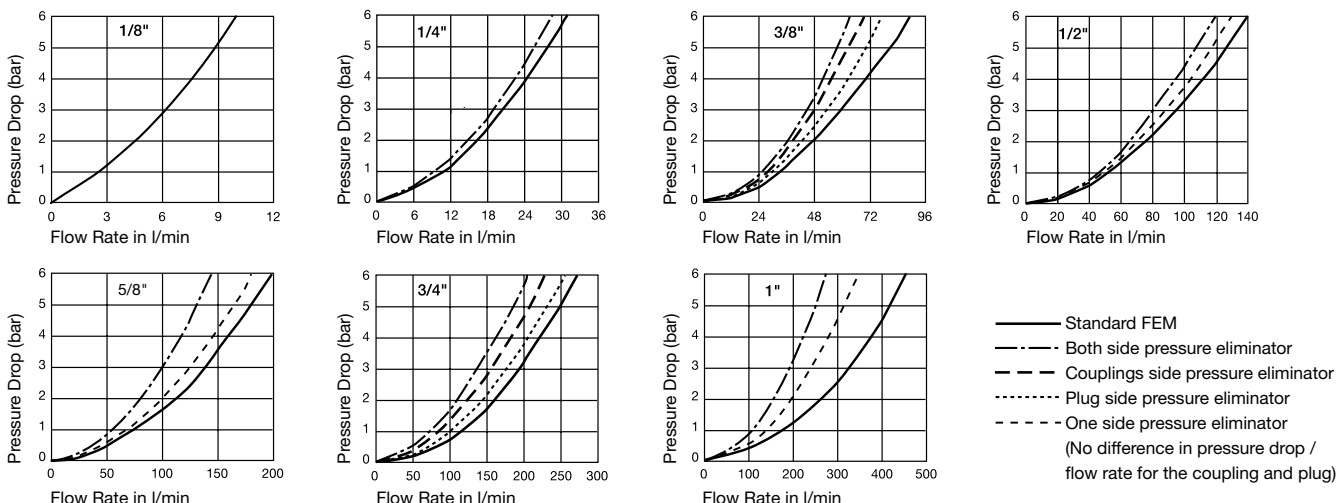 1/8"
Pressure Drop (bar)
6
5
4
3
2
1
0
0 3 6 9 12
Flow Rate in l/min
1/4"
Pressure Drop (bar)
6
5
4
3
2
1
0
0 6 12 18 24 30 36
Flow Rate in l/min
3/8"
Pressure Drop (bar)
6
5
4
3
2
1
0
0 24 48 72 96
Flow Rate in l/min
1/2"
Pressure Drop (bar)
6
5
4
3
2
1
0
0 20 40 60 80 100 120 140
Flow Rate in l/min
5/8"
Pressure Drop (bar)
6
5
4
3
2
1
0
0 50 100 150 200
Flow Rate in l/min
3/4"
Pressure Drop (bar)
6
5
4
3
2
1
0
0 50 100 150 200 250 300
Flow Rate in l/min
1"
Pressure Drop (bar)
6
5
4
3
2
1
0
0 100 200 300 400 500
Flow Rate in l/min
Standard FEM
Both side pressure eliminator
Couplings side pressure eliminator
Plug side pressure eliminator
One side pressure eliminator
(No difference in pressure drop /
flow rate for the coupling and plug)